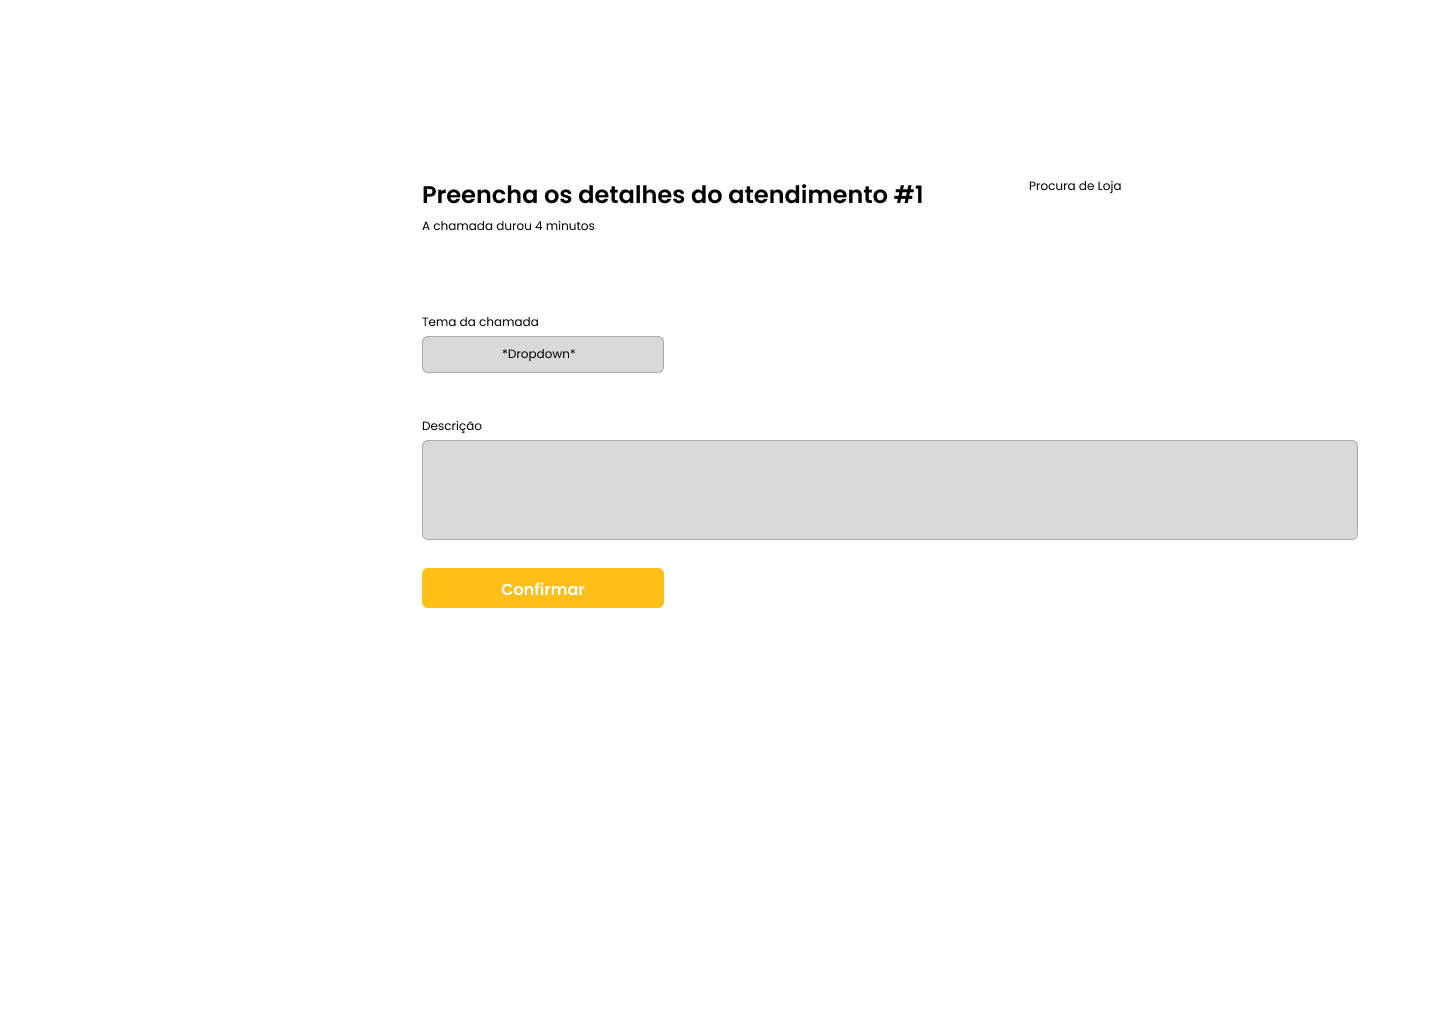 Preencha os detalhes do atendimento #1
Procura de Loja
A chamada durou 4 minutos
Tema da chamada
*Dropdown*
Descrição
Confirmar